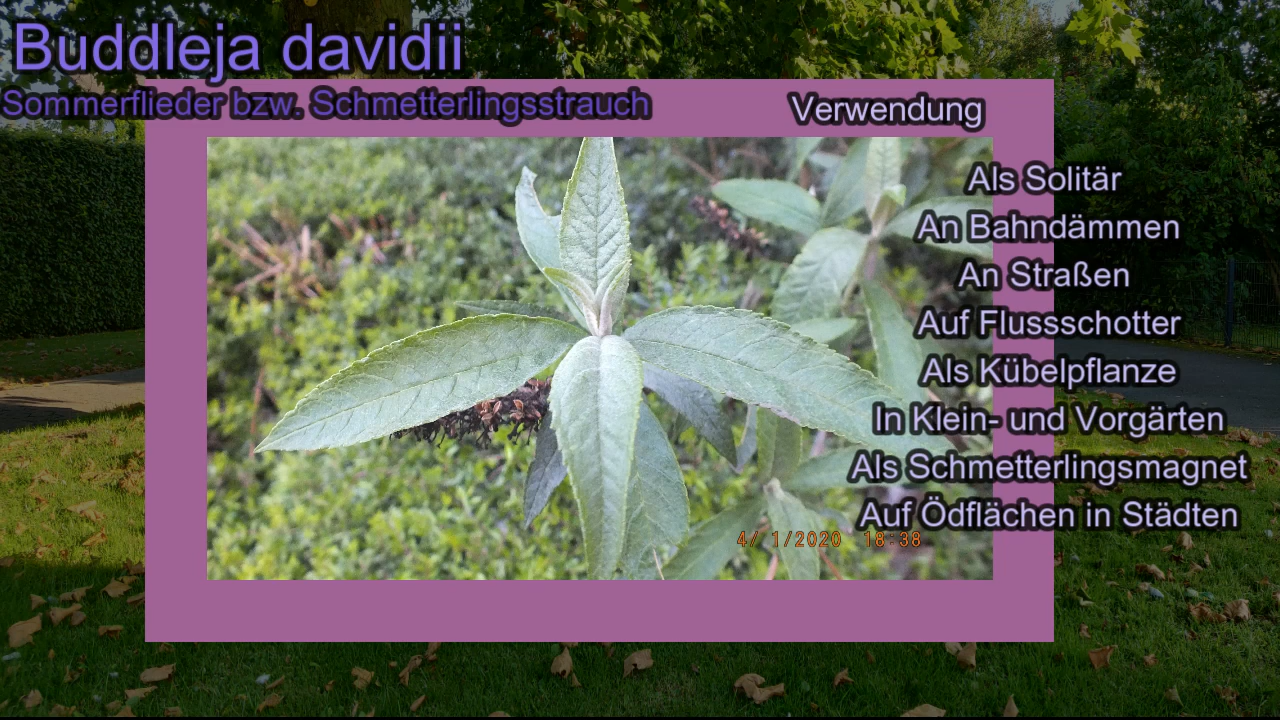 Buddleja davidii
Sommerflieder bzw. Schmetterlingsstrauch
Verwendung
Als Solitär
An Bahndämmen
An Straßen
Auf Flussschotter
Als Kübelpflanze
In Klein- und Vorgärten
Als Schmetterlingsmagnet
Auf Ödflächen in Städten
4/ 1/2020 18:38